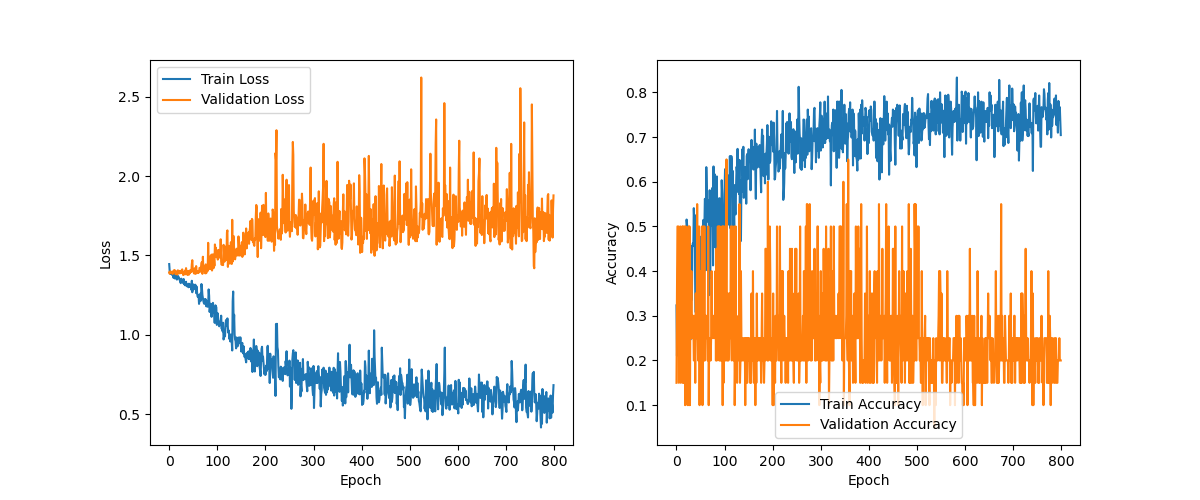 Train Loss
Validation Loss
2.5
2.0
1.5
1.0
0.5
Loss
0 100 200 300 400 500 600 700 800
Epoch
0.8
0.7
0.6
0.5
0.4
0.3
0.2
0.1
Accuracy
Train Accuracy
Validation Accuracy
0 100 200 300 400 500 600 700 800
Epoch